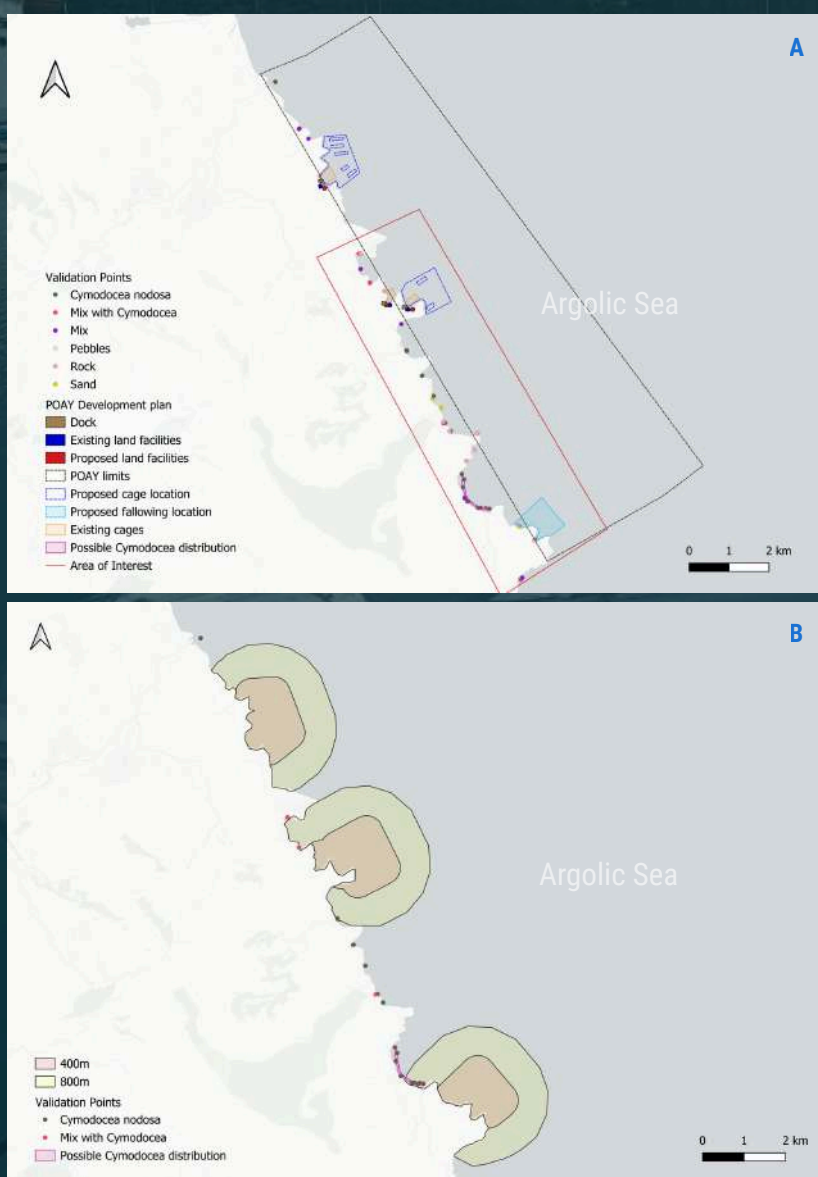 A
Argolic Sea
Validation Points
Cymodocea nodosa
Mix with Cymodocea
Mix
Pebbles
Rock
Sand
POAY Development plan
Dock
Existing land facilities
Proposed land facilities
POAY limits
Proposed cage location
Proposed fallowing location
Existing cages
Possible Cymodocea distribution
Area of Interest
0 1 2 km
B
Argolic Sea
400m
800m
Validation Points
Cymodocea nodosa
Mix with Cymodocea
Possible Cymodocea distribution
0 1 2 km